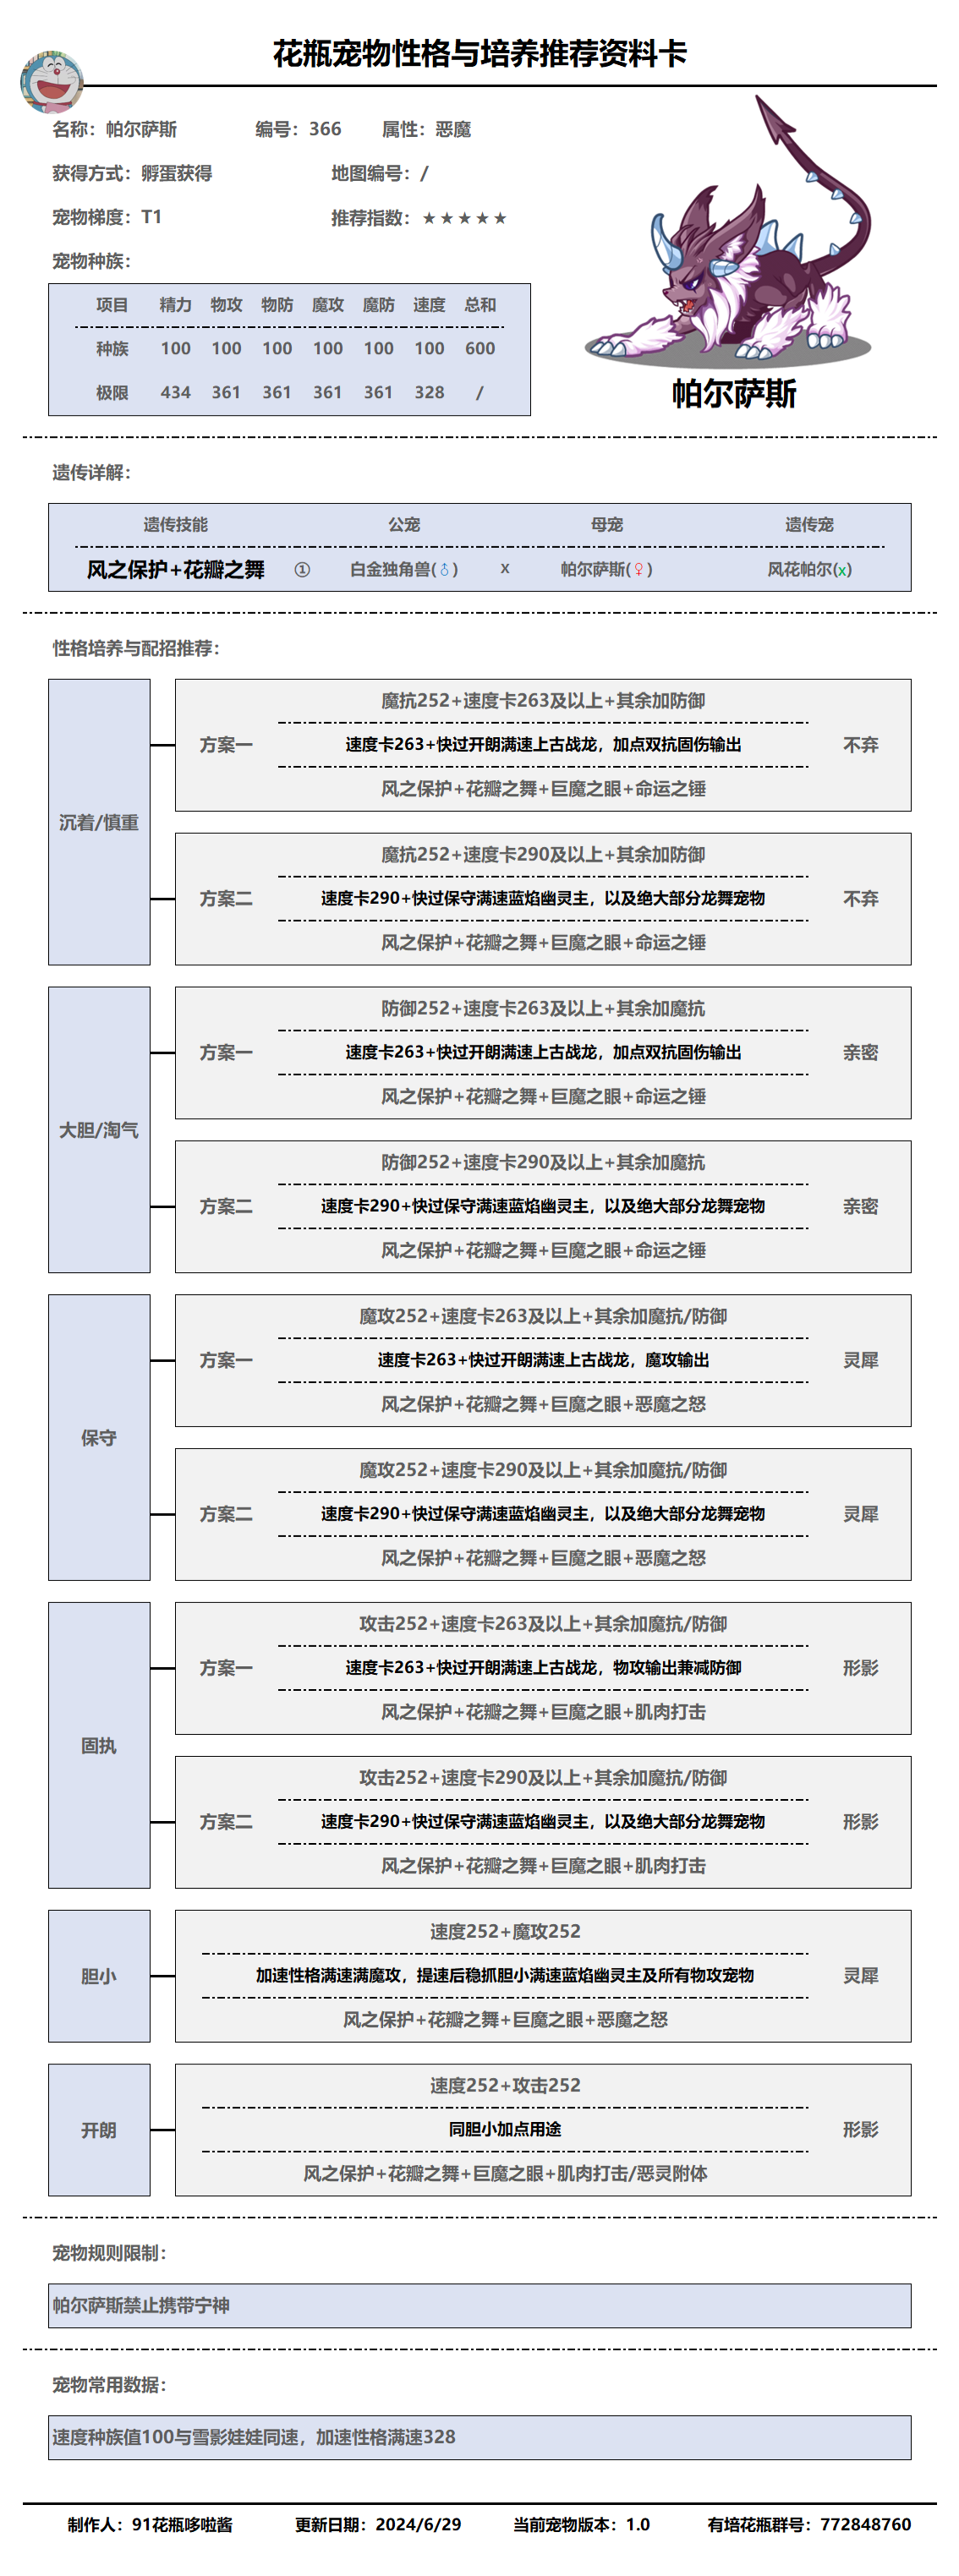 花瓶宠物性格与培养推荐资料卡
名称：帕尔萨斯 编号：366 属性：恶魔
获得方式：孵蛋获得 地图编号：/
宠物梯度：T1 推荐指数：★★★★★
宠物种族：
项目 精力 物攻 物防 魔攻 魔防 速度 总和
种族 100 100 100 100 100 100 600
极限 434 361 361 361 361 328 /
帕尔萨斯
遗传详解：
遗传技能 公宠 母宠 遗传宠
风之保护+花瓣之舞 ① 白金独角兽(♂) x 帕尔萨斯(♀) 风花帕尔(x)
性格培养与配招推荐：
沉着/慎重
方案一
魔抗252+速度卡263及以上+其余加防御
速度卡263+快过开朗满速上古战龙，加点双抗固伤输出
风之保护+花瓣之舞+巨魔之眼+命运之锤
不弃
方案二
魔抗252+速度卡290及以上+其余加防御
速度卡290+快过保守满速蓝焰幽灵主，以及绝大部分龙舞宠物
风之保护+花瓣之舞+巨魔之眼+命运之锤
不弃
大胆/淘气
方案一
防御252+速度卡263及以上+其余加魔抗
速度卡263+快过开朗满速上古战龙，加点双抗固伤输出
风之保护+花瓣之舞+巨魔之眼+命运之锤
亲密
方案二
防御252+速度卡290及以上+其余加魔抗
速度卡290+快过保守满速蓝焰幽灵主，以及绝大部分龙舞宠物
风之保护+花瓣之舞+巨魔之眼+命运之锤
亲密
保守
方案一
魔攻252+速度卡263及以上+其余加魔抗/防御
速度卡263+快过开朗满速上古战龙，魔攻输出
风之保护+花瓣之舞+巨魔之眼+恶魔之怒
灵犀
方案二
魔攻252+速度卡290及以上+其余加魔抗/防御
速度卡290+快过保守满速蓝焰幽灵主，以及绝大部分龙舞宠物
风之保护+花瓣之舞+巨魔之眼+恶魔之怒
灵犀
固执
方案一
攻击252+速度卡263及以上+其余加魔抗/防御
速度卡263+快过开朗满速上古战龙，物攻输出兼减防御
风之保护+花瓣之舞+巨魔之眼+肌肉打击
形影
方案二
攻击252+速度卡290及以上+其余加魔抗/防御
速度卡290+快过保守满速蓝焰幽灵主，以及绝大部分龙舞宠物
风之保护+花瓣之舞+巨魔之眼+肌肉打击
形影
胆小
速度252+魔攻252
加速性格满速满魔攻，提速后稳抓胆小满速蓝焰幽灵主及所有物攻宠物
风之保护+花瓣之舞+巨魔之眼+恶魔之怒
灵犀
开朗
速度252+攻击252
同胆小加点用途
风之保护+花瓣之舞+巨魔之眼+肌肉打击/恶灵附体
形影
宠物规则限制：
帕尔萨斯禁止携带宁神
宠物常用数据：
速度种族值100与雪影娃娃同速，加速性格满速328
制作人：91花瓶哆啦酱 更新日期：2024/6/29 当前宠物版本：1.0 有培花瓶群号：772848760